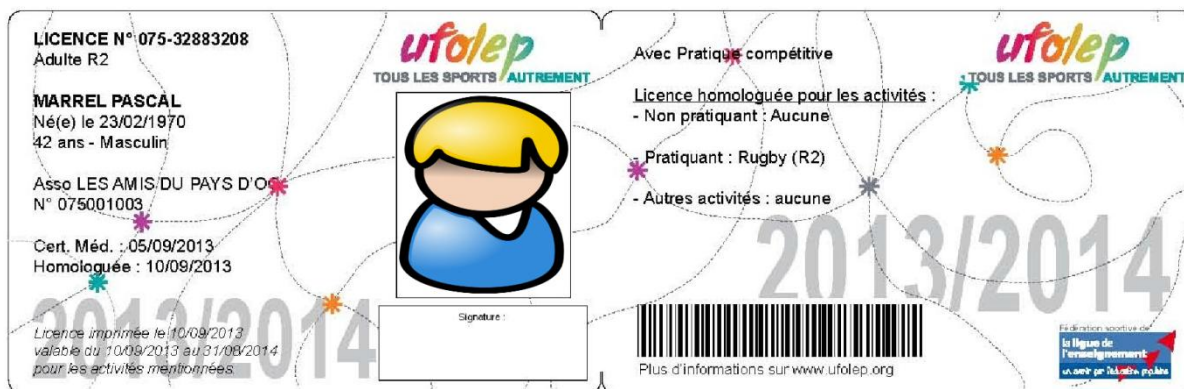 LICENCE N° 075-32883208
Adulte R2
MARREL PASCAL
Né(e) le 23/02/1970
42 ans - Masculin
Asso LES AMIS DU PAYS D'OC
N° 075001003
Cert. Méd. : 05/09/2013
Homologuée : 10/09/2013
2013/2014
Licence imprimée le 10/09/2013
valable du 10/09/2013 au 31/08/2014
pour les activités mentionnées.
ufolep
TOUS LES SPORTS AUTREMENT
Signature :
Avec Pratique compétitive
Licence homologuée pour les activités :
- Non pratiquant : Aucune
- Pratiquant : Rugby (R2)
- Autres activités : aucune
ufolep
TOUS LES SPORTS AUTREMENT
2013/2014
Plus d'informations sur www.ufolep.org
Fédération sportive de
la ligue de
l'enseignement
un avenir par l'éducation populaire